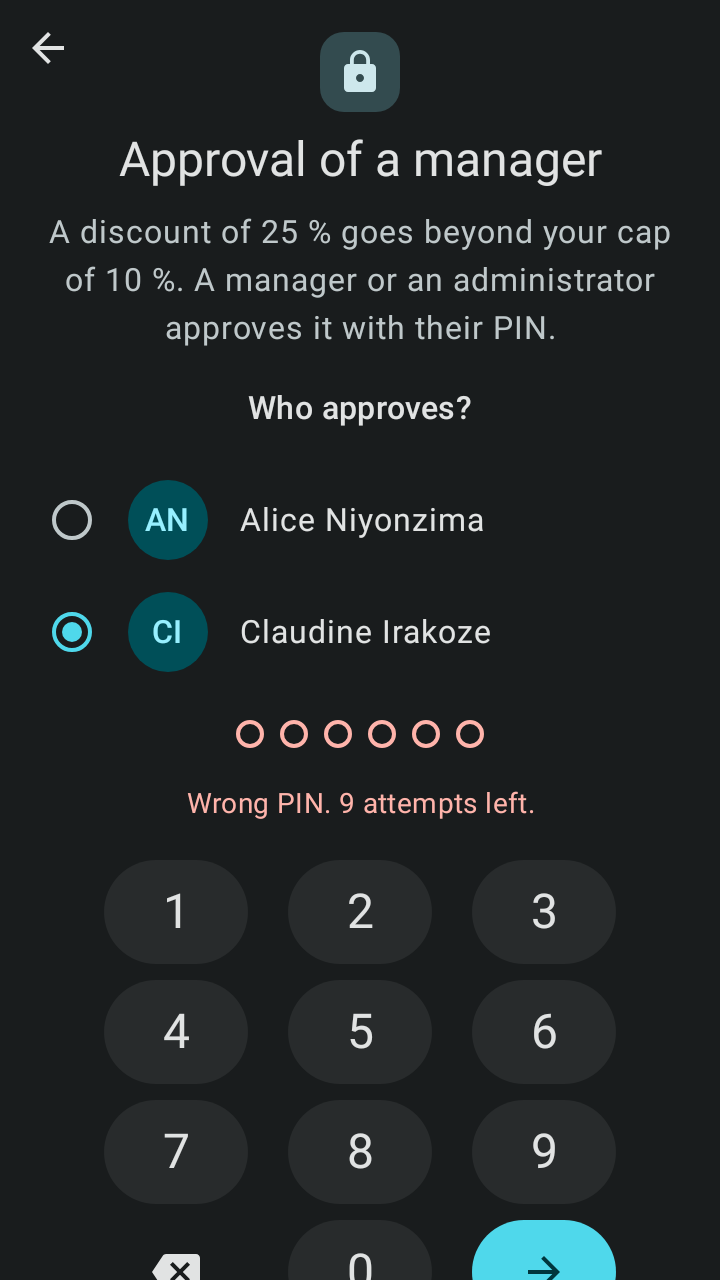 Approval of a manager
A discount of 25 % goes beyond your cap
of 10 %. A manager or an administrator
approves it with their PIN.
Who approves?
AN Alice Niyonzima
CI Claudine Irakoze
Wrong PIN. 9 attempts left.
1 2 3
4 5 6
7 8 9
0